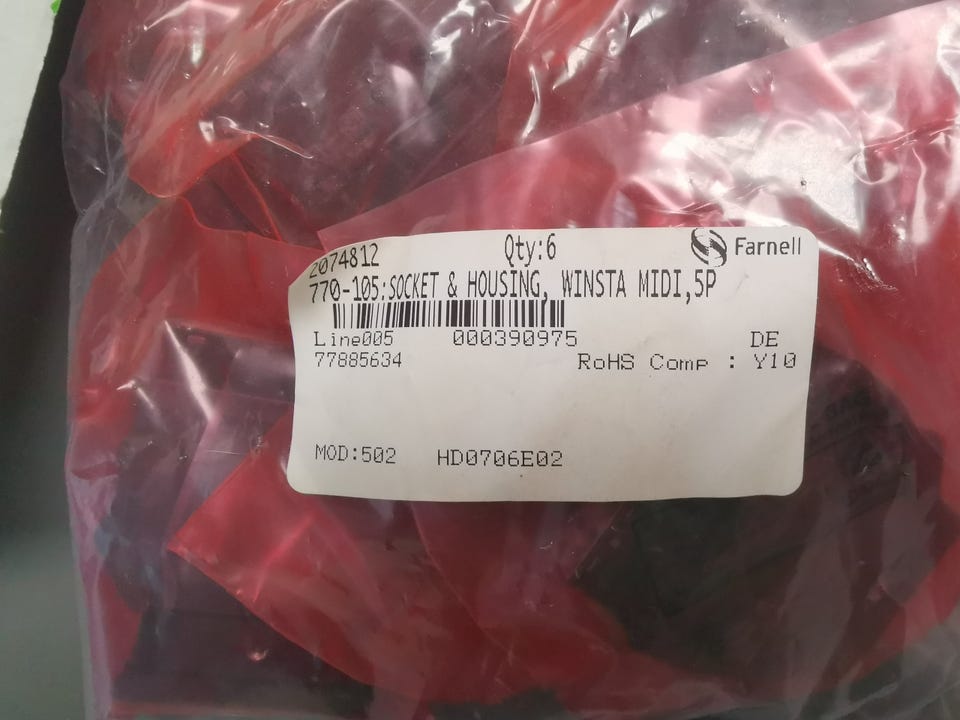 2074812 Qty:6 Farnell
770-105;SOCKET & HOUSING, WINSTA MIDI,5P
Line005 000390975 DE
77885634 RoHS Comp : Y10
MOD:502 HD0706E02